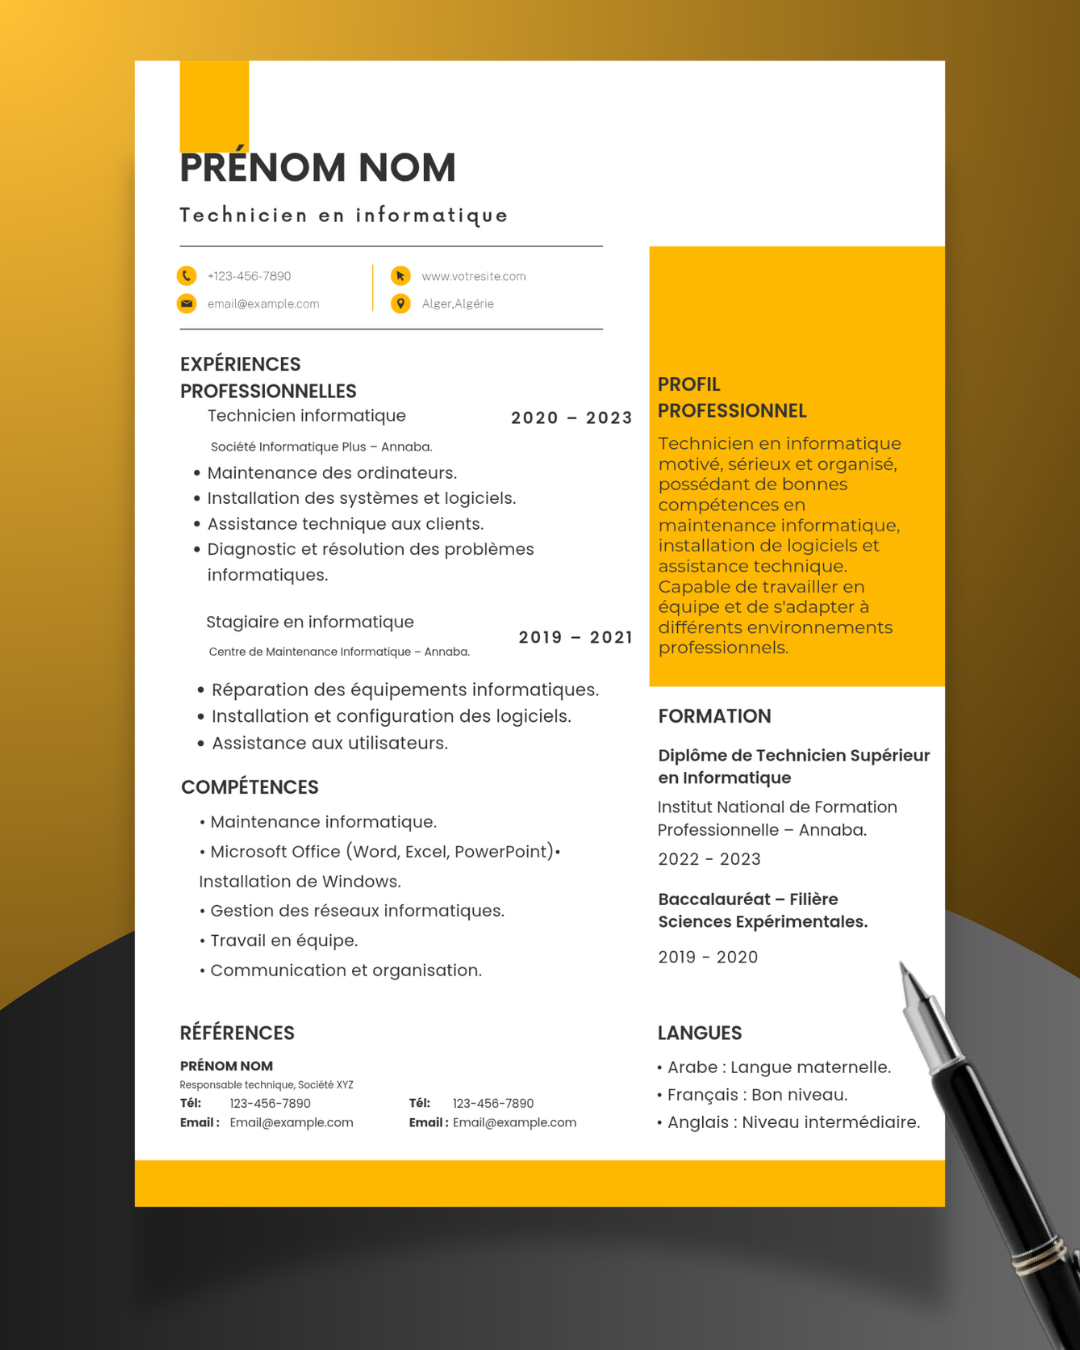 PRÉNOM NOM
Technicien en informatique
+123-456-7890
www.votresite.com
email@example.com
Alger,Algérie
EXPÉRIENCES
PROFESSIONNELLES
Technicien informatique
2020 – 2023
Société Informatique Plus – Annaba.
• Maintenance des ordinateurs.
• Installation des systèmes et logiciels.
• Assistance technique aux clients.
• Diagnostic et résolution des problèmes
informatiques.
Stagiaire en informatique
2019 – 2021
Centre de Maintenance Informatique – Annaba.
• Réparation des équipements informatiques.
• Installation et configuration des logiciels.
• Assistance aux utilisateurs.
COMPÉTENCES
• Maintenance informatique.
• Microsoft Office (Word, Excel, PowerPoint)•
Installation de Windows.
• Gestion des réseaux informatiques.
• Travail en équipe.
• Communication et organisation.
RÉFÉRENCES
PRÉNOM NOM
Responsable technique, Société XYZ
Tél: 123-456-7890
Email : Email@example.com
Tél: 123-456-7890
Email : Email@example.com
PROFIL
PROFESSIONNEL
Technicien en informatique
motivé, sérieux et organisé,
possédant de bonnes
compétences en
maintenance informatique,
installation de logiciels et
assistance technique.
Capable de travailler en
équipe et de s'adapter à
différents environnements
professionnels.
FORMATION
Diplôme de Technicien Supérieur
en Informatique
Institut National de Formation
Professionnelle – Annaba.
2022 - 2023
Baccalauréat – Filière
Sciences Expérimentales.
2019 - 2020
LANGUES
• Arabe : Langue maternelle.
• Français : Bon niveau.
• Anglais : Niveau intermédiaire.